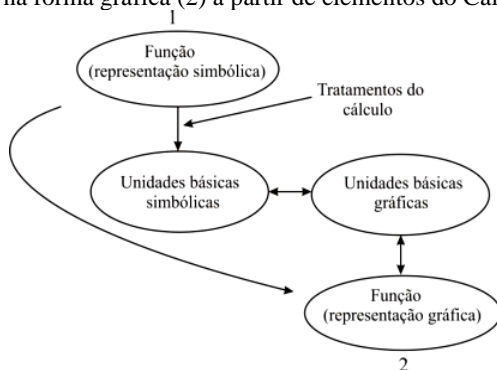 na forma gráfica (2) a partir de elementos do Cál
1
Função
(representação simbólica)
Tratamentos do
cálculo
Unidades básicas
simbólicas
Unidades básicas
gráficas
Função
(representação gráfica)
2